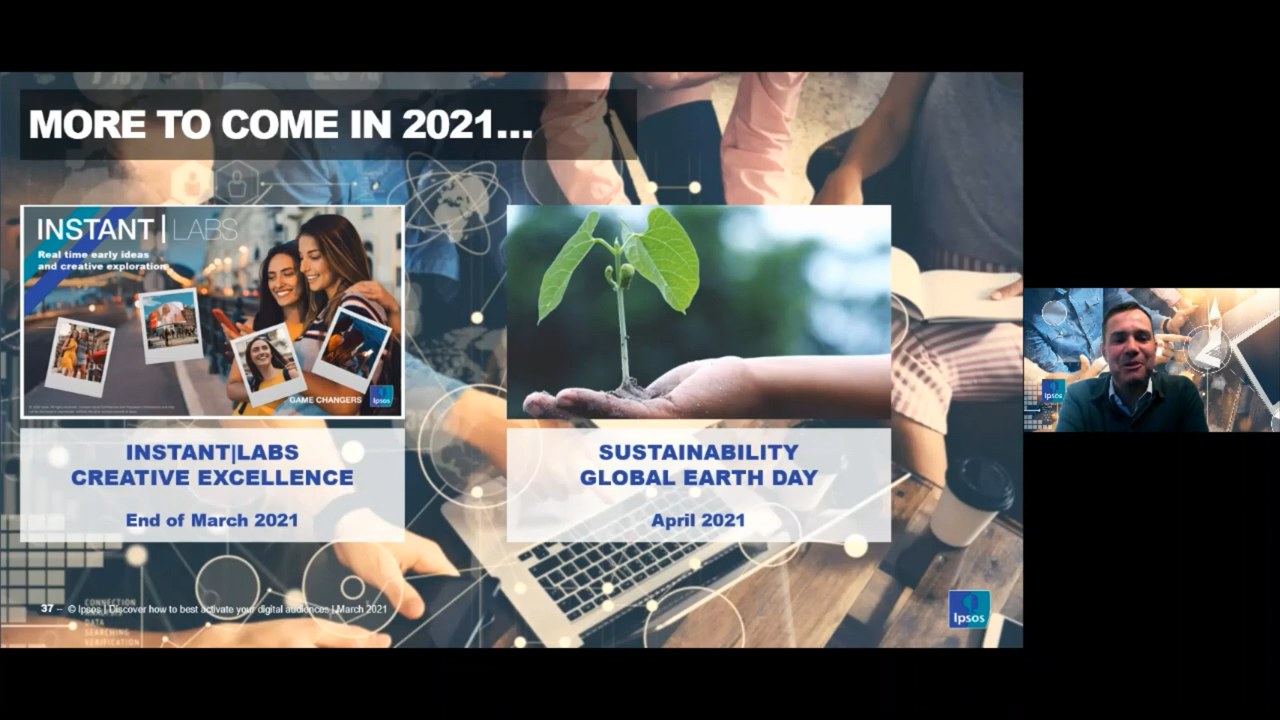 MORE TO COME IN 2021...
INSTANT|LABS
Real time early ideas
and creative exploration
GAME CHANGERS
Ipsos
INSTANT|LABS
CREATIVE EXCELLENCE
End of March 2021
SUSTAINABILITY
GLOBAL EARTH DAY
April 2021
Ipsos
CONNECTION
37 – © Ipsos | Discover how to best activate your digital audiences | March 2021
DATA
SEARCHING
VERIFICATION
Ipsos